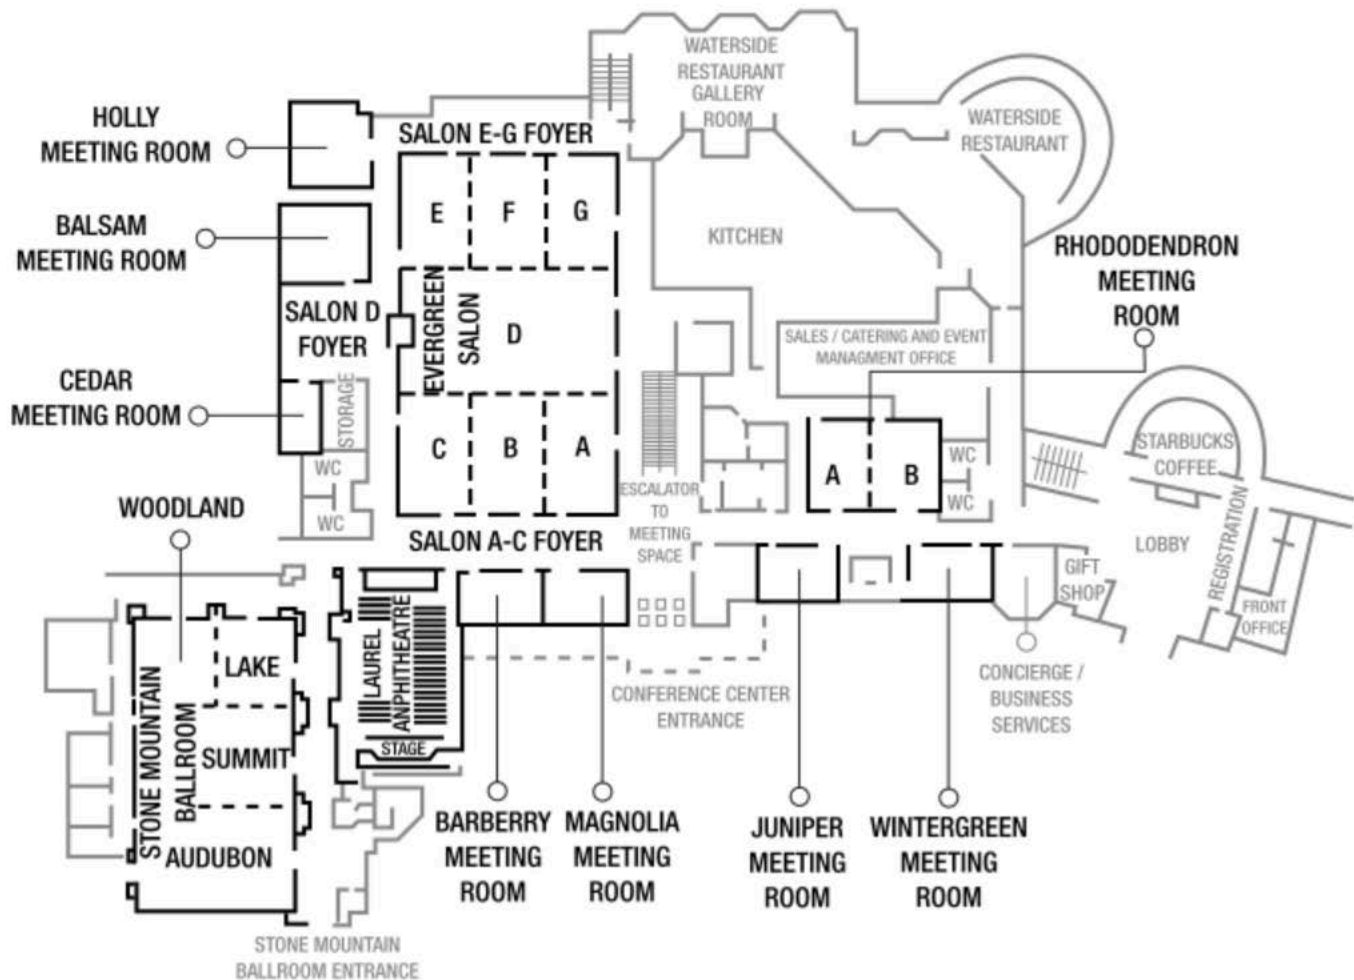 WATERSIDE
RESTAURANT
GALLERY
ROOM
WATERSIDE
RESTAURANT
HOLLY
MEETING ROOM
SALON E-G FOYER
E
F
G
BALSAM
MEETING ROOM
KITCHEN
RHODODENDRON
MEETING
ROOM
SALON D
FOYER
EVERGREEN
SALON
D
SALES / CATERING AND EVENT
MANAGMENT OFFICE
CEDAR
MEETING ROOM
STORAGE
C
B
A
WC
WC
ESCALATOR
TO
MEETING
SPACE
A
B
WC
WC
STARBUCKS
COFFEE
REGISTRATION
LOBBY
GIFT
SHOP
FRONT
OFFICE
WOODLAND
SALON A-C FOYER
LAKE
STONE MOUNTAIN
BALLROOM
SUMMIT
AUDUBON
LAUREL
ANPHITHEATRE
STAGE
CONFERENCE CENTER
ENTRANCE
CONCIERGE /
BUSINESS
SERVICES
BARBERRY
MEETING
ROOM
MAGNOLIA
MEETING
ROOM
JUNIPER
MEETING
ROOM
WINTERGREEN
MEETING
ROOM
STONE MOUNTAIN
BALLROOM ENTRANCE